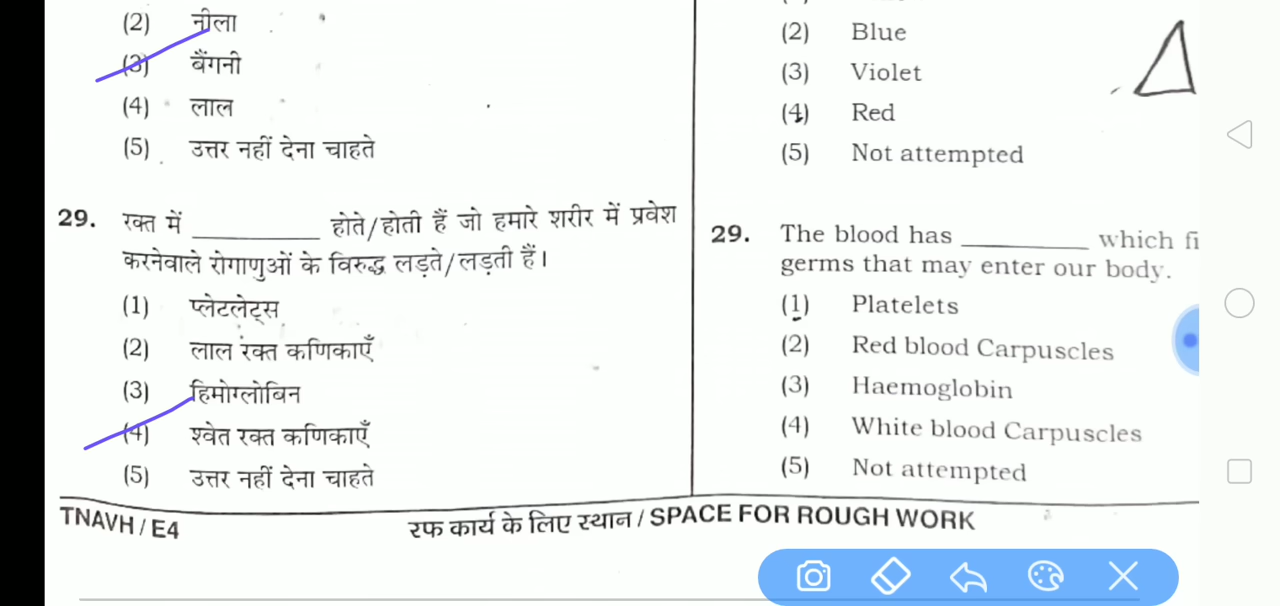 (2) नीला
(3) बैंगनी
(4) लाल
(5) उत्तर नहीं देना चाहते
29. रक्त में ________ होते/होती हैं जो हमारे शरीर में प्रवेश
करनेवाले रोगाणुओं के विरुद्ध लड़ते/लड़ती हैं।
(1) प्लेटलेट्स
(2) लाल रक्त कणिकाएँ
(3) हिमोग्लोबिन
(4) श्वेत रक्त कणिकाएँ
(5) उत्तर नहीं देना चाहते
(2) Blue
(3) Violet
(4) Red
(5) Not attempted
29. The blood has ________ which fi
germs that may enter our body.
(1) Platelets
(2) Red blood Carpuscles
(3) Haemoglobin
(4) White blood Carpuscles
(5) Not attempted
TNAVH / E4
रफ कार्य के लिए स्थान / SPACE FOR ROUGH WORK